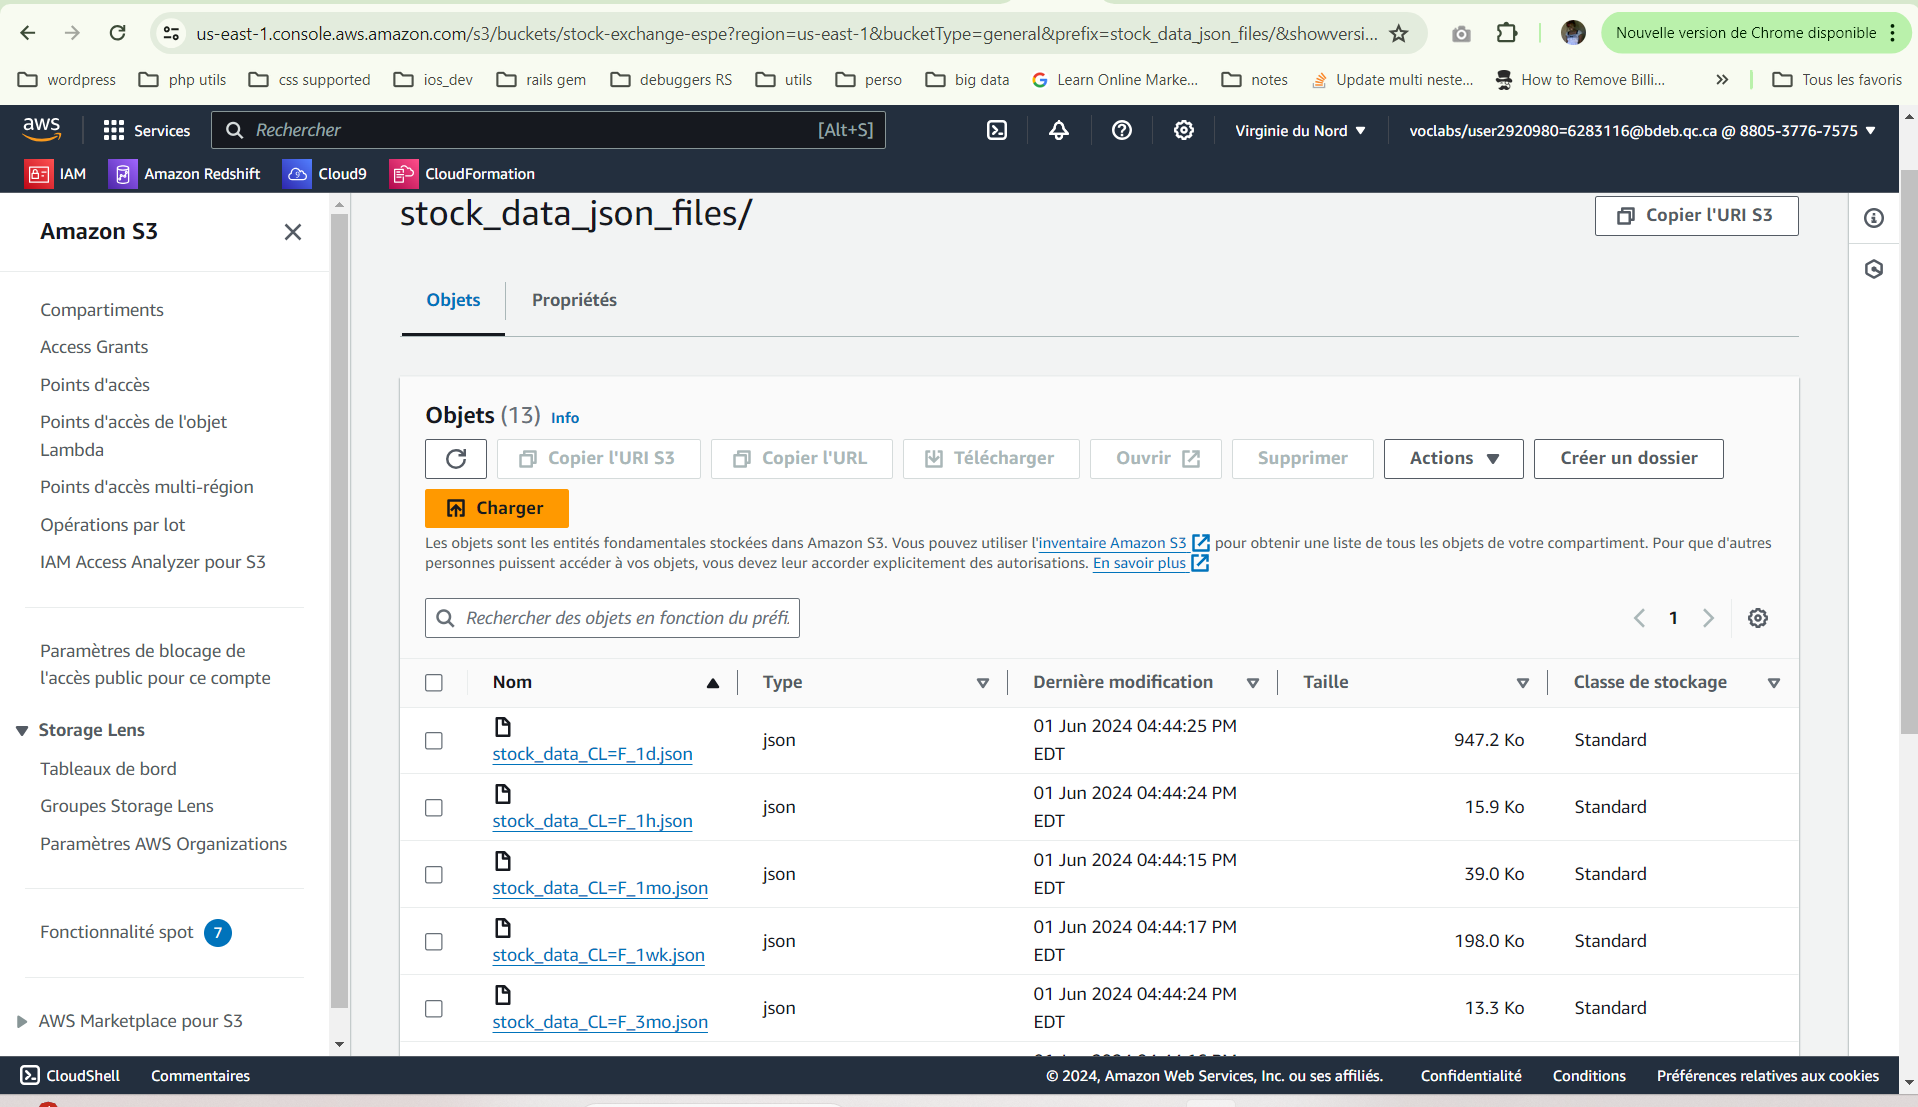 us-east-1.console.aws.amazon.com/s3/buckets/stock-exchange-espe?region=us-east-1&bucketType=general&prefix=stock_data_json_files/&showversi...
Nouvelle version de Chrome disponible
wordpress php utils css supported ios_dev rails gem debuggers RS utils perso big data Learn Online Marke... notes Update multi neste... How to Remove Billi... » Tous les favoris
aws Services Rechercher [Alt+S] Virginie du Nord voclabs/user2920980=6283116@bdeb.qc.ca @ 8805-3776-7575
IAM Amazon Redshift Cloud9 CloudFormation
Amazon S3
Compartiments
Access Grants
Points d'accès
Points d'accès de l'objet
Lambda
Points d'accès multi-région
Opérations par lot
IAM Access Analyzer pour S3
Paramètres de blocage de
l'accès public pour ce compte
Storage Lens
Tableaux de bord
Groupes Storage Lens
Paramètres AWS Organizations
Fonctionnalité spot 7
AWS Marketplace pour S3
stock_data_json_files/
Copier l'URI S3
Objets Propriétés
Objets (13) Info
Copier l'URI S3 Copier l'URL Télécharger Ouvrir Supprimer Actions Créer un dossier
Charger
Les objets sont les entités fondamentales stockées dans Amazon S3. Vous pouvez utiliser l'inventaire Amazon S3 pour obtenir une liste de tous les objets de votre compartiment. Pour que d'autres
personnes puissent accéder à vos objets, vous devez leur accorder explicitement des autorisations. En savoir plus
Rechercher des objets en fonction du préfi.
1
Nom Type Dernière modification Taille Classe de stockage
stock_data_CL=F_1d.json json 01 Jun 2024 04:44:25 PM EDT 947.2 Ko Standard
stock_data_CL=F_1h.json json 01 Jun 2024 04:44:24 PM EDT 15.9 Ko Standard
stock_data_CL=F_1mo.json json 01 Jun 2024 04:44:15 PM EDT 39.0 Ko Standard
stock_data_CL=F_1wk.json json 01 Jun 2024 04:44:17 PM EDT 198.0 Ko Standard
stock_data_CL=F_3mo.json json 01 Jun 2024 04:44:24 PM EDT 13.3 Ko Standard
CloudShell Commentaires © 2024, Amazon Web Services, Inc. ou ses affiliés. Confidentialité Conditions Préférences relatives aux cookies